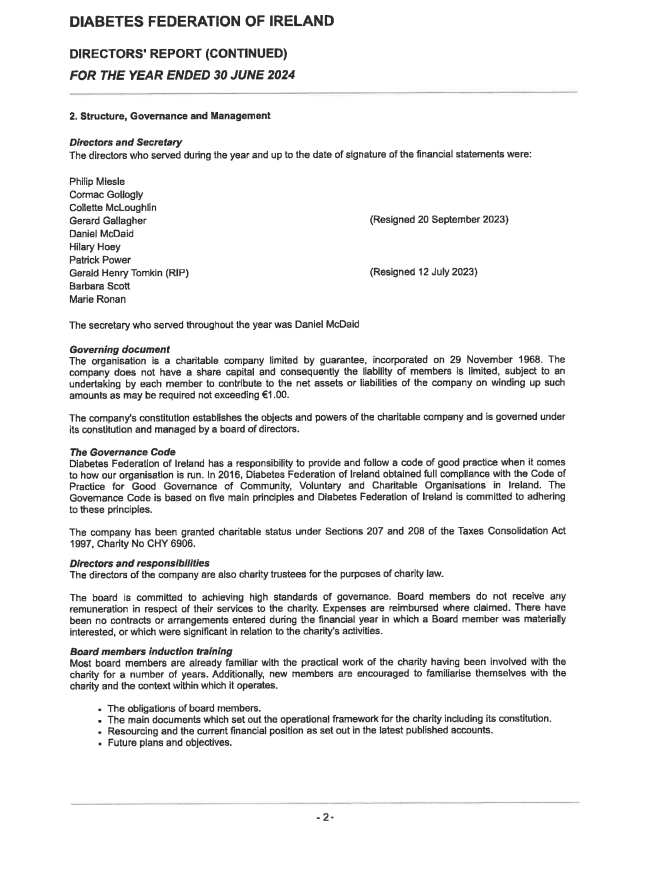 DIABETES FEDERATION OF IRELAND
DIRECTORS' REPORT (CONTINUED)
FOR THE YEAR ENDED 30 JUNE 2024
2. Structure, Governance and Management
Directors and Secretary
The directors who served during the year and up to the date of signature of the financial statements were:
Philip Miesle
Cormac Gollogly
Collette McLoughlin
Gerard Gallagher (Resigned 20 September 2023)
Daniel McDaid
Hilary Hoey
Patrick Power
Gerald Henry Tomkin (RIP) (Resigned 12 July 2023)
Barbara Scott
Marie Ronan
The secretary who served throughout the year was Daniel McDaid
Governing document
The organisation is a charitable company limited by guarantee, incorporated on 29 November 1968. The
company does not have a share capital and consequently the liability of members is limited, subject to an
undertaking by each member to contribute to the net assets or liabilities of the company on winding up such
amounts as may be required not exceeding €1.00.
The company's constitution establishes the objects and powers of the charitable company and is governed under
its constitution and managed by a board of directors.
The Governance Code
Diabetes Federation of Ireland has a responsibility to provide and follow a code of good practice when it comes
to how our organisation is run. In 2016, Diabetes Federation of Ireland obtained full compliance with the Code of
Practice for Good Governance of Community, Voluntary and Charitable Organisations in Ireland. The
Governance Code is based on five main principles and Diabetes Federation of Ireland is committed to adhering
to these principles.
The company has been granted charitable status under Sections 207 and 208 of the Taxes Consolidation Act
1997, Charity No CHY 6906.
Directors and responsibilities
The directors of the company are also charity trustees for the purposes of charity law.
The board is committed to achieving high standards of governance. Board members do not receive any
remuneration in respect of their services to the charity. Expenses are reimbursed where claimed. There have
been no contracts or arrangements entered during the financial year in which a Board member was materially
interested, or which were significant in relation to the charity's activities.
Board members induction training
Most board members are already familiar with the practical work of the charity having been involved with the
charity for a number of years. Additionally, new members are encouraged to familiarise themselves with the
charity and the context within which it operates.
• The obligations of board members.
• The main documents which set out the operational framework for the charity including its constitution.
• Resourcing and the current financial position as set out in the latest published accounts.
• Future plans and objectives.
- 2 -